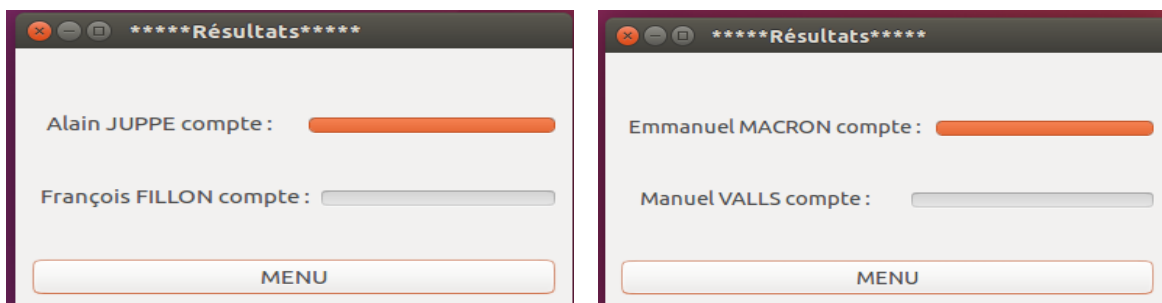 *****Résultats*****
Alain JUPPE compte :
François FILLON compte :
MENU
*****Résultats*****
Emmanuel MACRON compte :
Manuel VALLS compte :
MENU